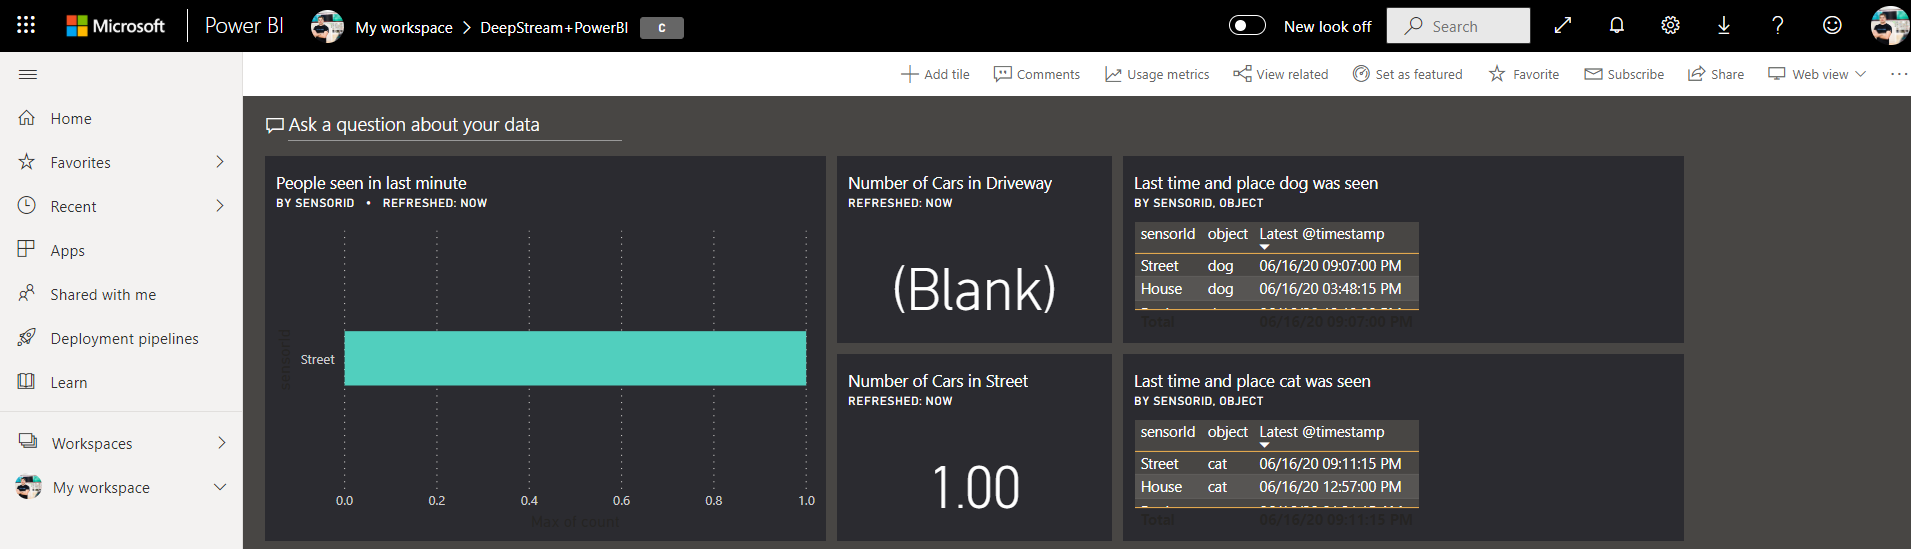 Microsoft Power BI My workspace > DeepStream+PowerBI C New look off Search
Add tile Comments Usage metrics View related Set as featured Favorite Subscribe Share Web view ...
Home
Favorites
Recent
Apps
Shared with me
Deployment pipelines
Learn
Workspaces
My workspace
Ask a question about your data
People seen in last minute
BY SENSORID • REFRESHED: NOW
sensorId
Street
0.0 0.2 0.4 0.6 0.8 1.0
Max of count
Number of Cars in Driveway
REFRESHED: NOW
(Blank)
Number of Cars in Street
REFRESHED: NOW
1.00
Last time and place dog was seen
BY SENSORID, OBJECT
sensorId object Latest @timestamp
Street dog 06/16/20 09:07:00 PM
House dog 06/16/20 03:48:15 PM
Total 06/16/20 09:07:00 PM
Last time and place cat was seen
BY SENSORID, OBJECT
sensorId object Latest @timestamp
Street cat 06/16/20 09:11:15 PM
House cat 06/16/20 12:57:00 PM
Total 06/16/20 09:11:15 PM